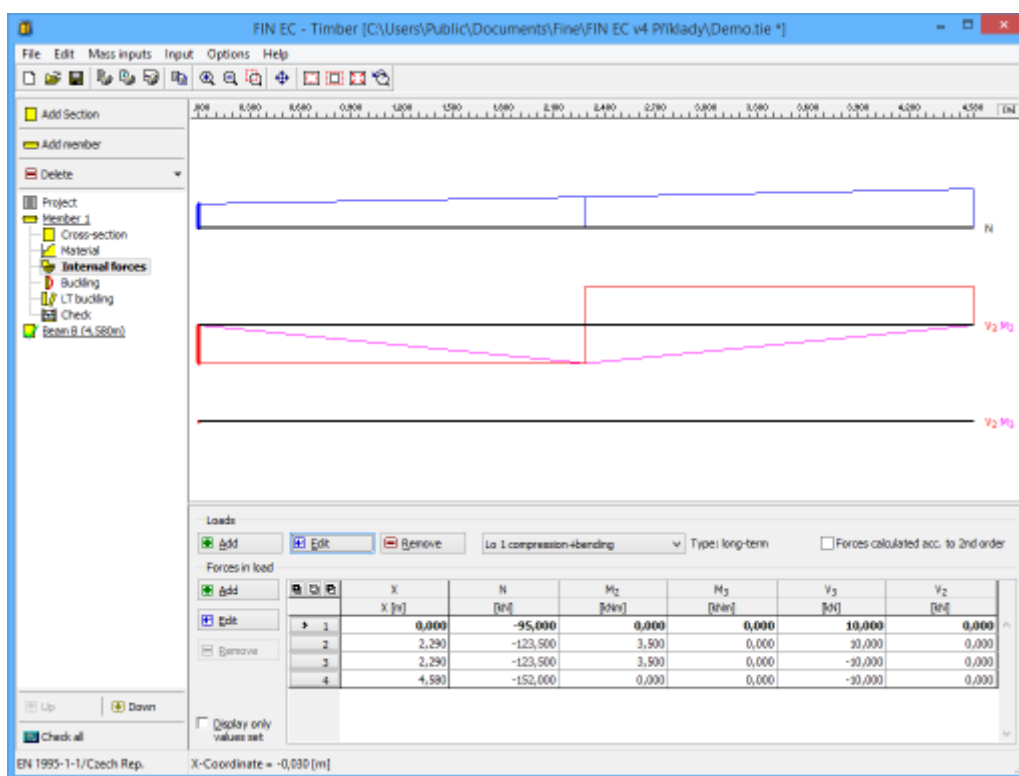 FIN EC - Timber [C:\Users\Public\Documents\Fine\FIN EC v4 Příklady\Demo.tie *]
File Edit Mass inputs Input Options Help
Add Section
Add member
Delete
Project
Member 1
Cross-section
Material
Internal forces
Buckling
LT buckling
Check
Beam B (4,580m)
[m]
N
V3 M2
V2 M3
Loads
Add Edit Remove Lo 1 compression+bending Type: long-term Forces calculated acc. to 2nd order
Forces in load
Add
Edit
Remove
X N M2 M3 V3 V2
X [m] [kN] [kNm] [kNm] [kN] [kN]
1 0,000 -95,000 0,000 0,000 10,000 0,000
2 2,290 -123,500 3,500 0,000 10,000 0,000
3 2,290 -123,500 3,500 0,000 -10,000 0,000
4 4,580 -152,000 0,000 0,000 -10,000 0,000
Up Down
Display only values set
Check all
EN 1995-1-1/Czech Rep. X-Coordinate = -0,030 [m]